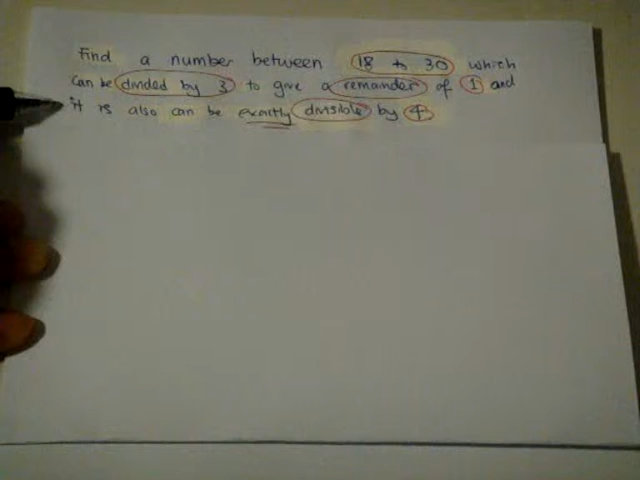 Find a number between 18 to 30 which
can be divided by 3 to give a remainder of 1 and
it is also can be exactly divisible by 4